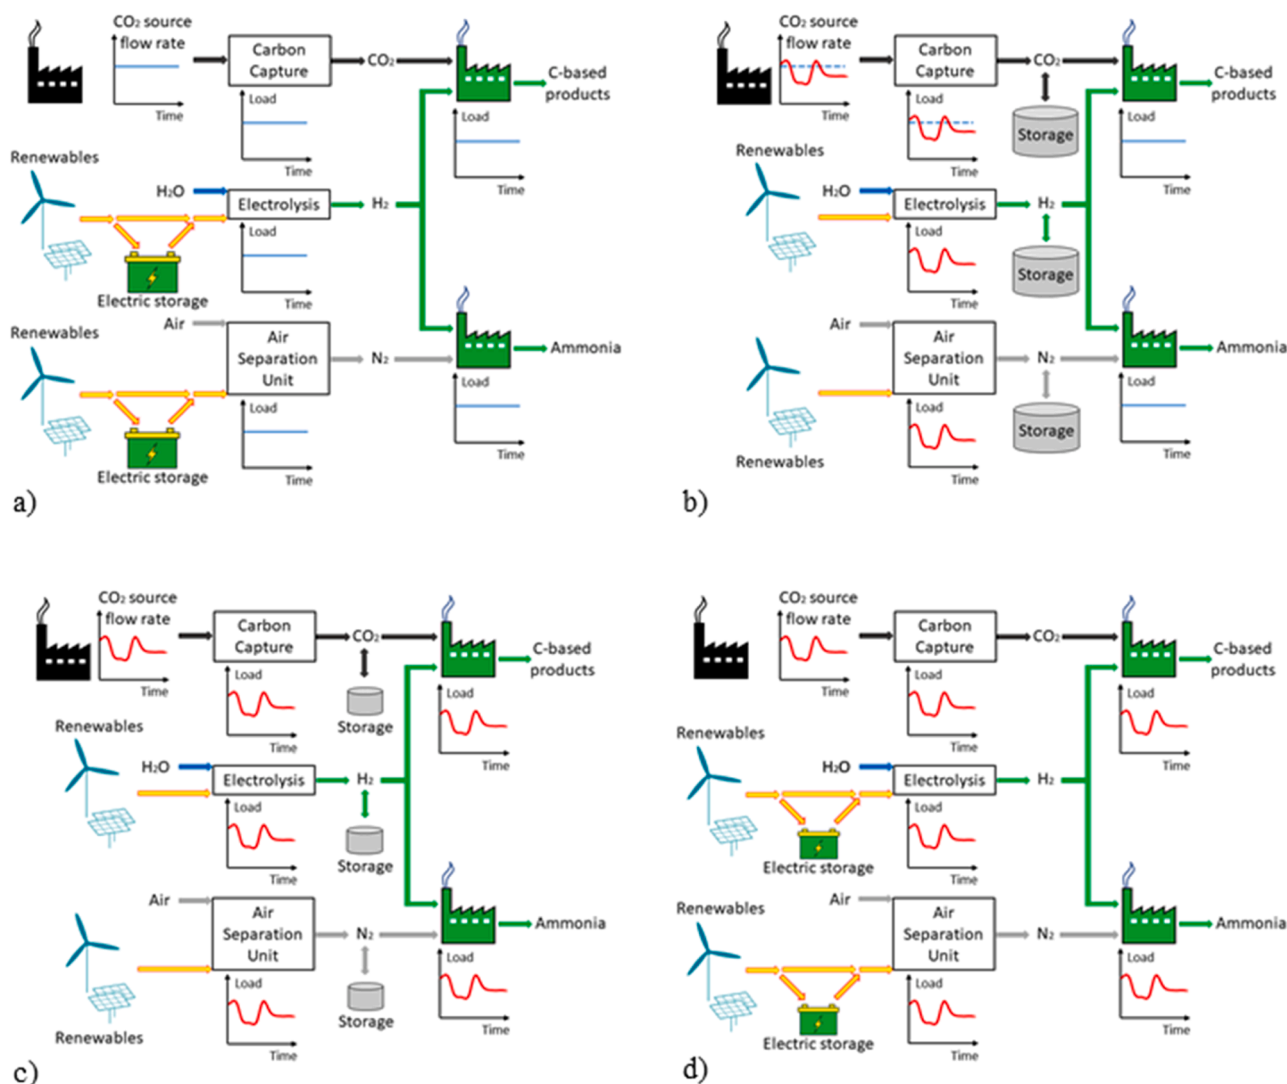 CO₂ source
flow rate
Time
Carbon
Capture
CO₂
C-based
products
Load
Time
Load
Time
Renewables
H₂O
Electrolysis
H₂
Load
Time
Electric storage
Renewables
Air
Air
Separation
Unit
N₂
Ammonia
Load
Time
Load
Time
Electric storage
a)
CO₂ source
flow rate
Time
Carbon
Capture
CO₂
C-based
products
Load
Time
Storage
Load
Time
Renewables
H₂O
Electrolysis
H₂
Load
Time
Storage
Air
Air
Separation
Unit
N₂
Ammonia
Load
Time
Storage
Load
Time
Renewables
b)
CO₂ source
flow rate
Time
Carbon
Capture
CO₂
C-based
products
Load
Time
Storage
Load
Time
Renewables
H₂O
Electrolysis
H₂
Load
Time
Storage
Air
Air
Separation
Unit
N₂
Ammonia
Load
Time
Storage
Load
Time
Renewables
c)
CO₂ source
flow rate
Time
Carbon
Capture
CO₂
C-based
products
Load
Time
Load
Time
Renewables
H₂O
Electrolysis
H₂
Load
Time
Electric storage
Renewables
Air
Air
Separation
Unit
N₂
Ammonia
Load
Time
Load
Time
Electric storage
d)